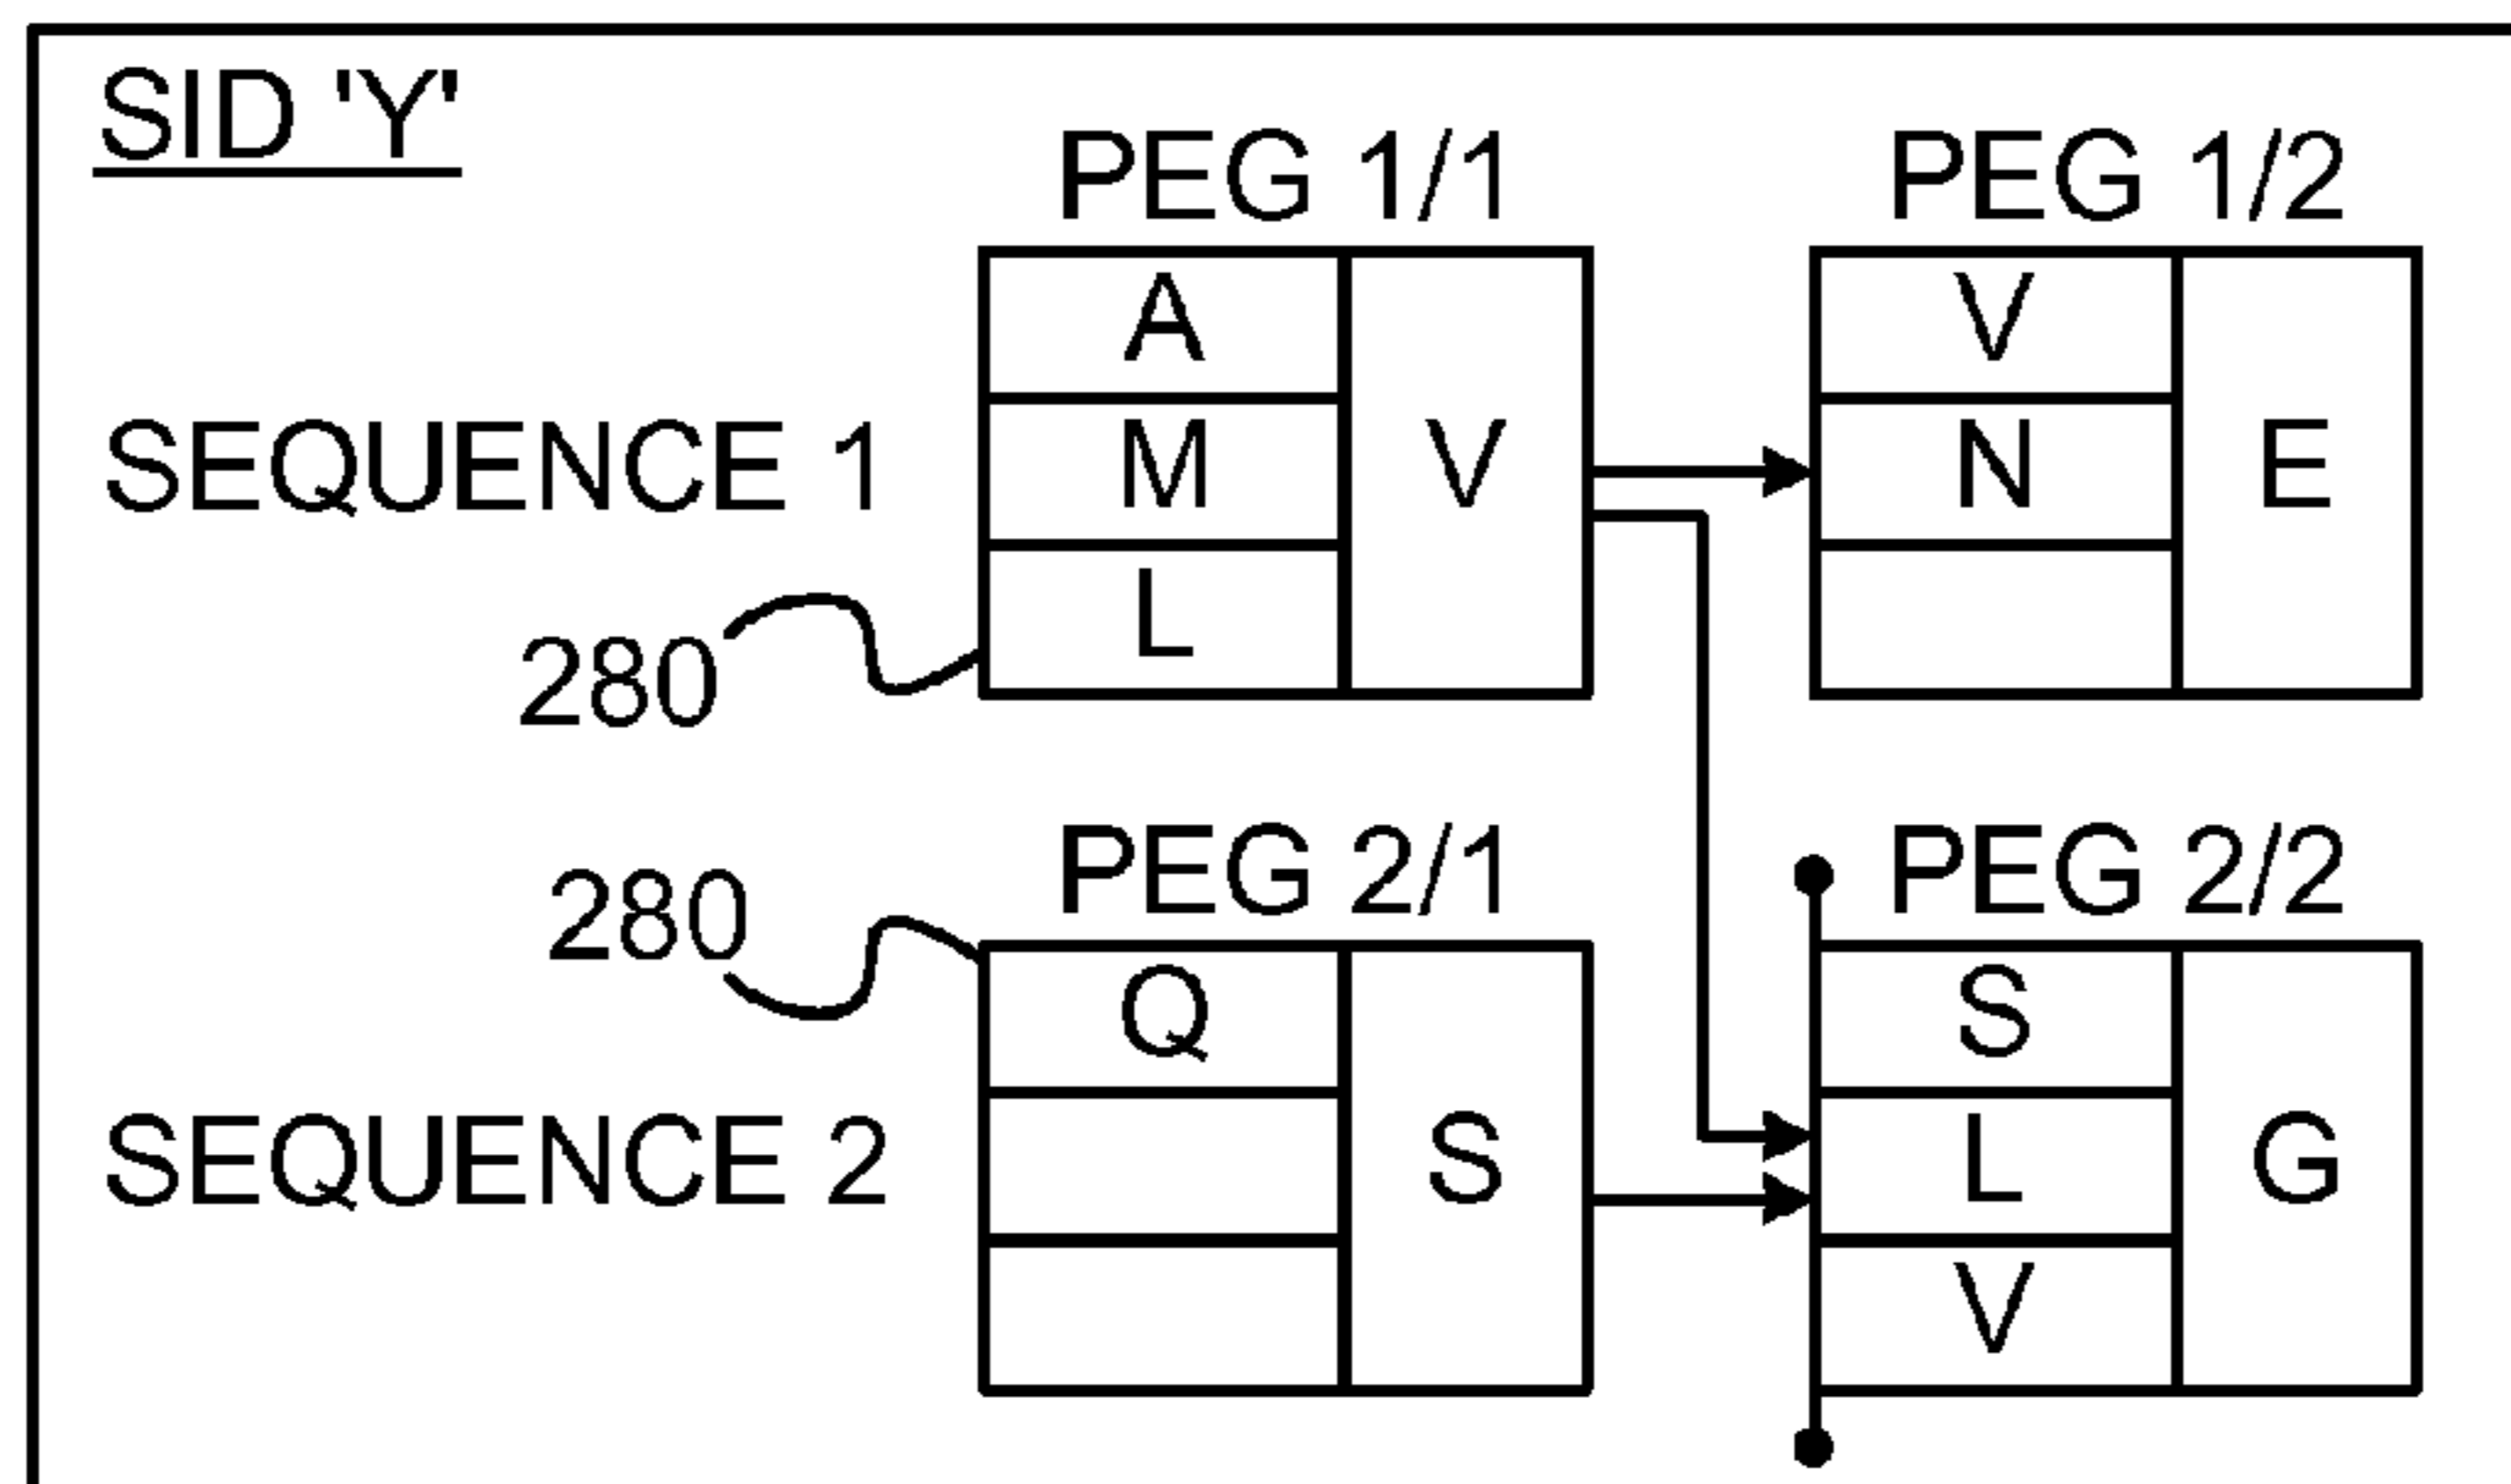 SID 'Y'
PEG 1/1 PEG 1/2
A V
SEQUENCE 1 M V N E
L
280
PEG 2/1 PEG 2/2
280
Q S
SEQUENCE 2 S L G
V